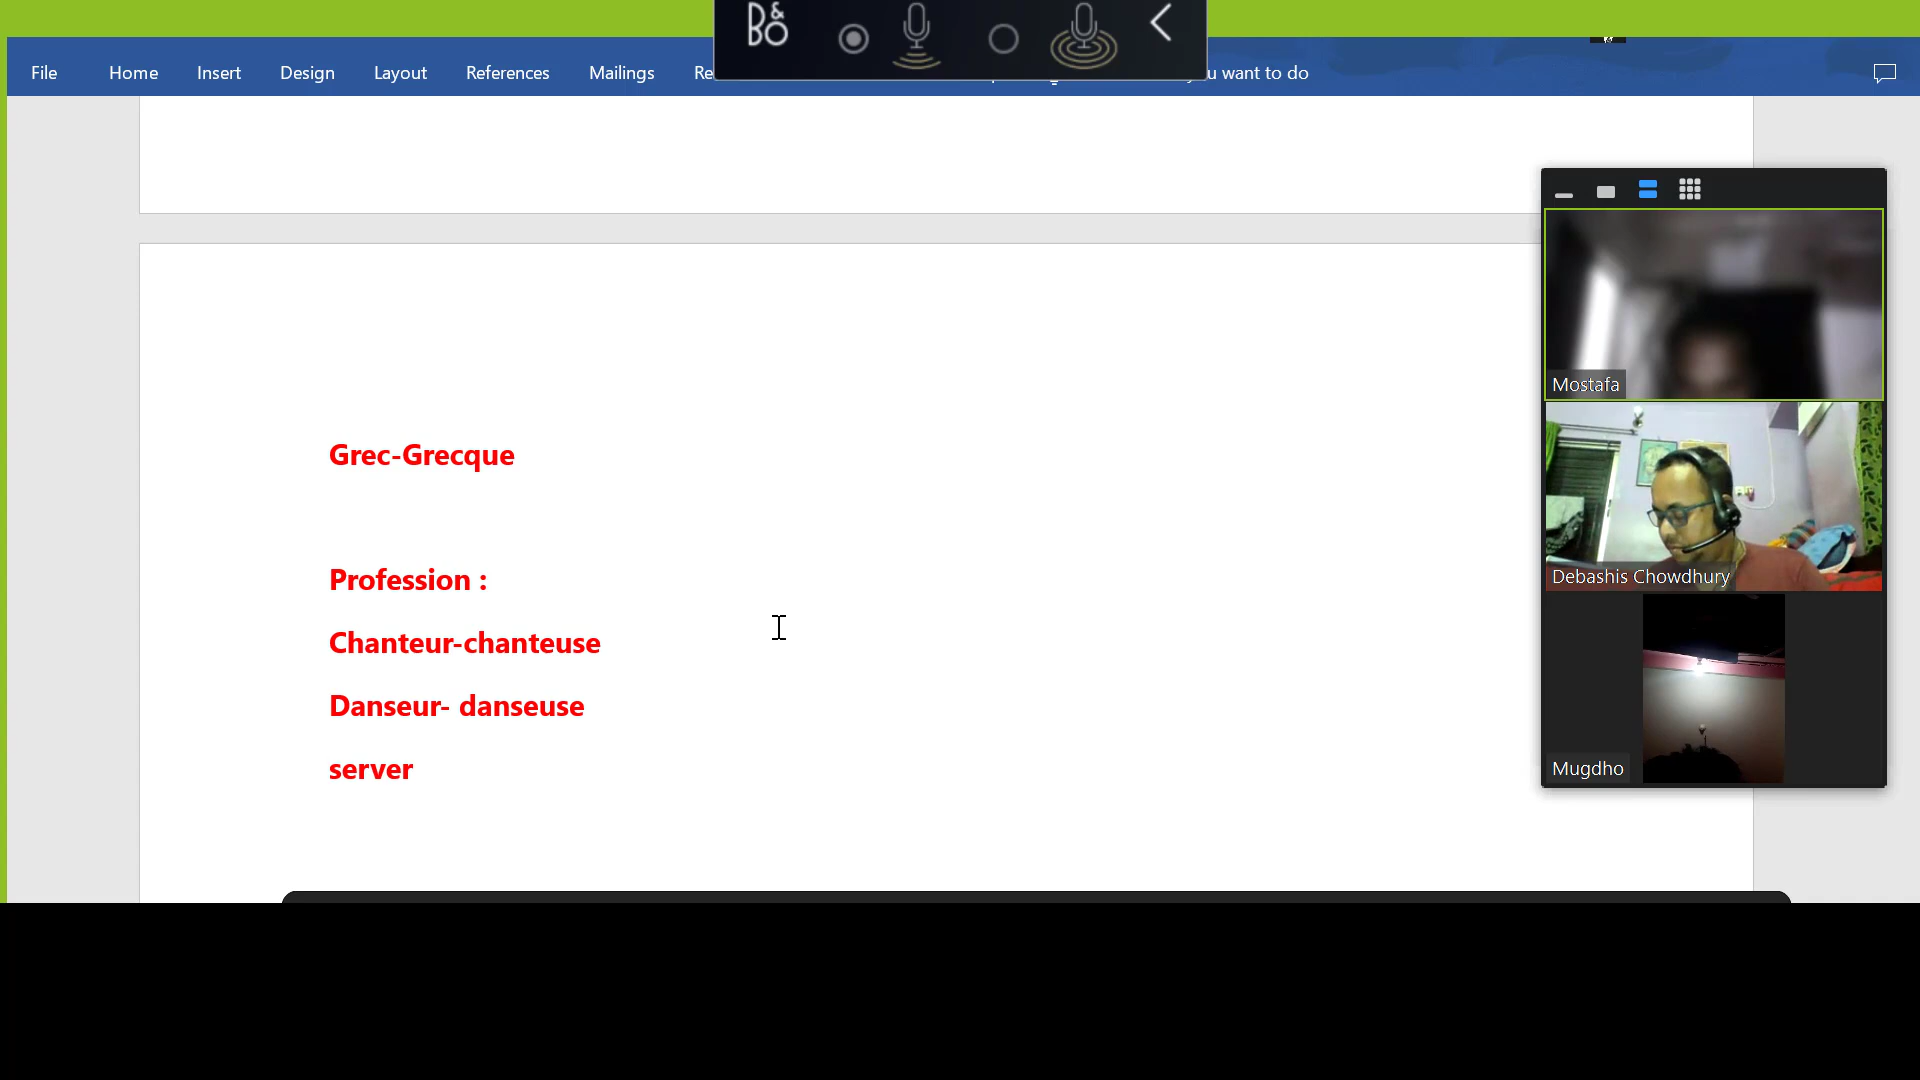 B&O
File Home Insert Design Layout References Mailings Re
u want to do
Mostafa
Grec-Grecque
Debashis Chowdhury
Profession :
Chanteur-chanteuse
Danseur- danseuse
server
Mugdho